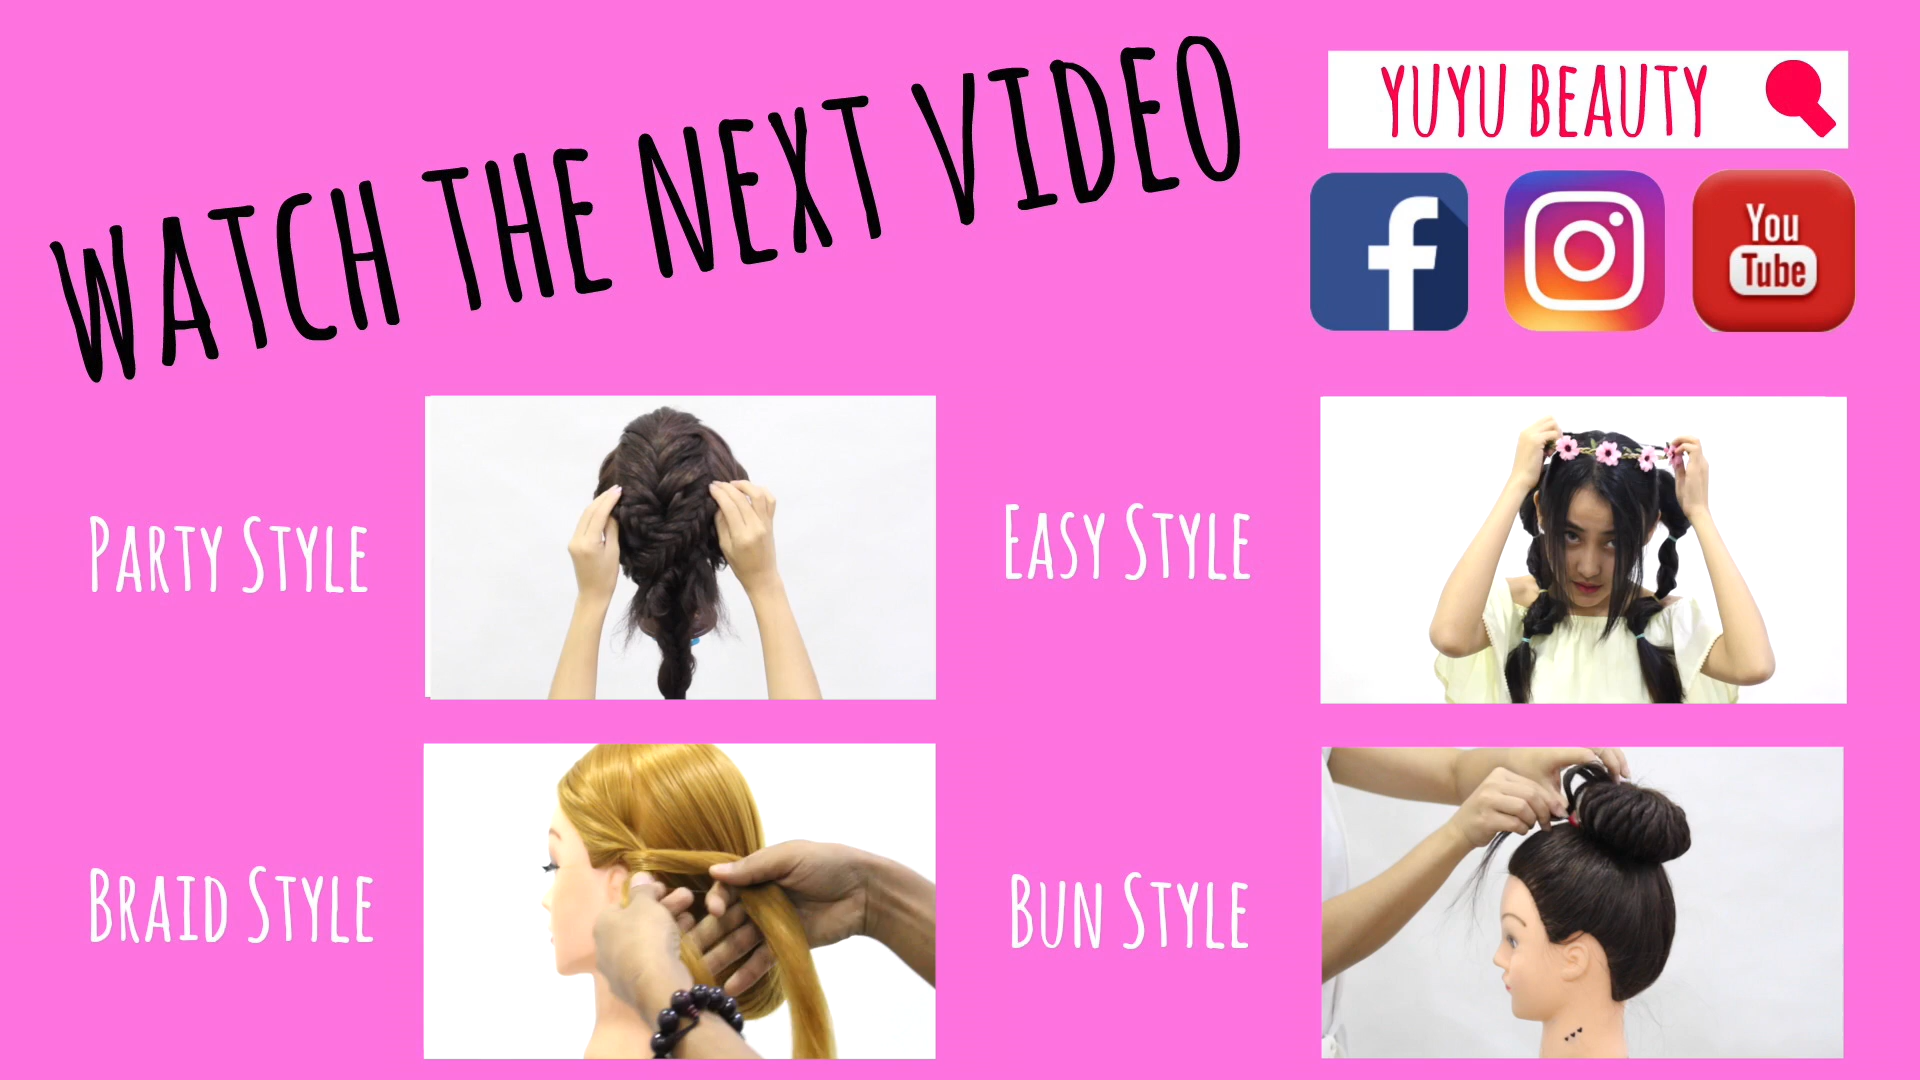 WATCH THE NEXT VIDEO
YUYU BEAUTY
f
You
Tube
PARTY STYLE
EASY STYLE
BRAID STYLE
BUN STYLE